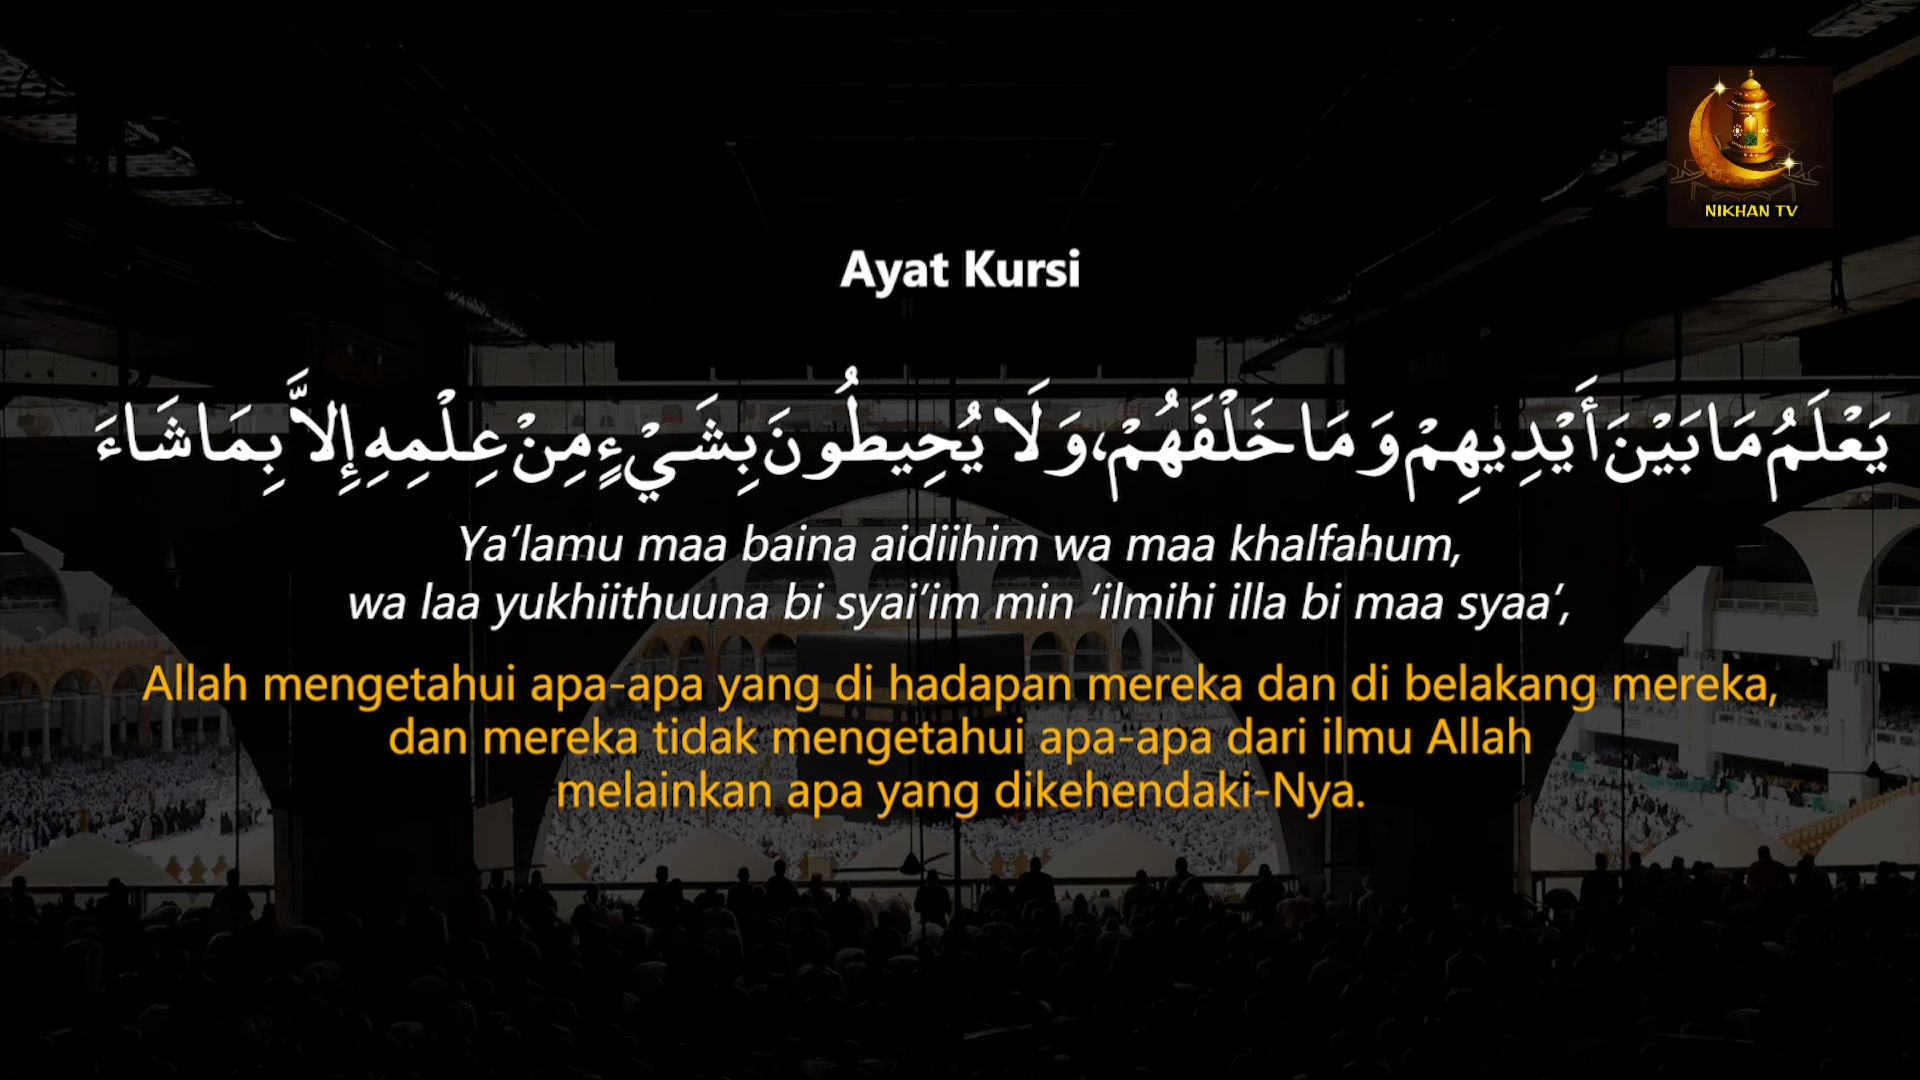 NIKHAN TV
Ayat Kursi
يَعْلَمُ مَا بَيْنَ أَيْدِيهِمْ وَمَا خَلْفَهُمْ، وَلَا يُحِيطُونَ بِشَيْءٍ مِنْ عِلْمِهِ إِلاَّ بِمَا شَاءَ
Ya’lamu maa baina aidiihim wa maa khalfahum,
wa laa yukhiithuuna bi syai’im min ‘ilmihi illa bi maa syaa’,
Allah mengetahui apa-apa yang di hadapan mereka dan di belakang mereka,
dan mereka tidak mengetahui apa-apa dari ilmu Allah
melainkan apa yang dikehendaki-Nya.